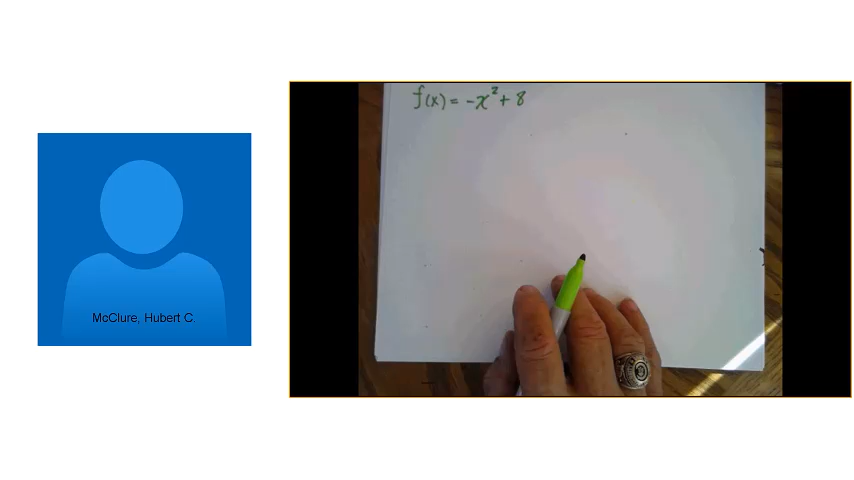 f(x) = -x² + 8
McClure, Hubert C.